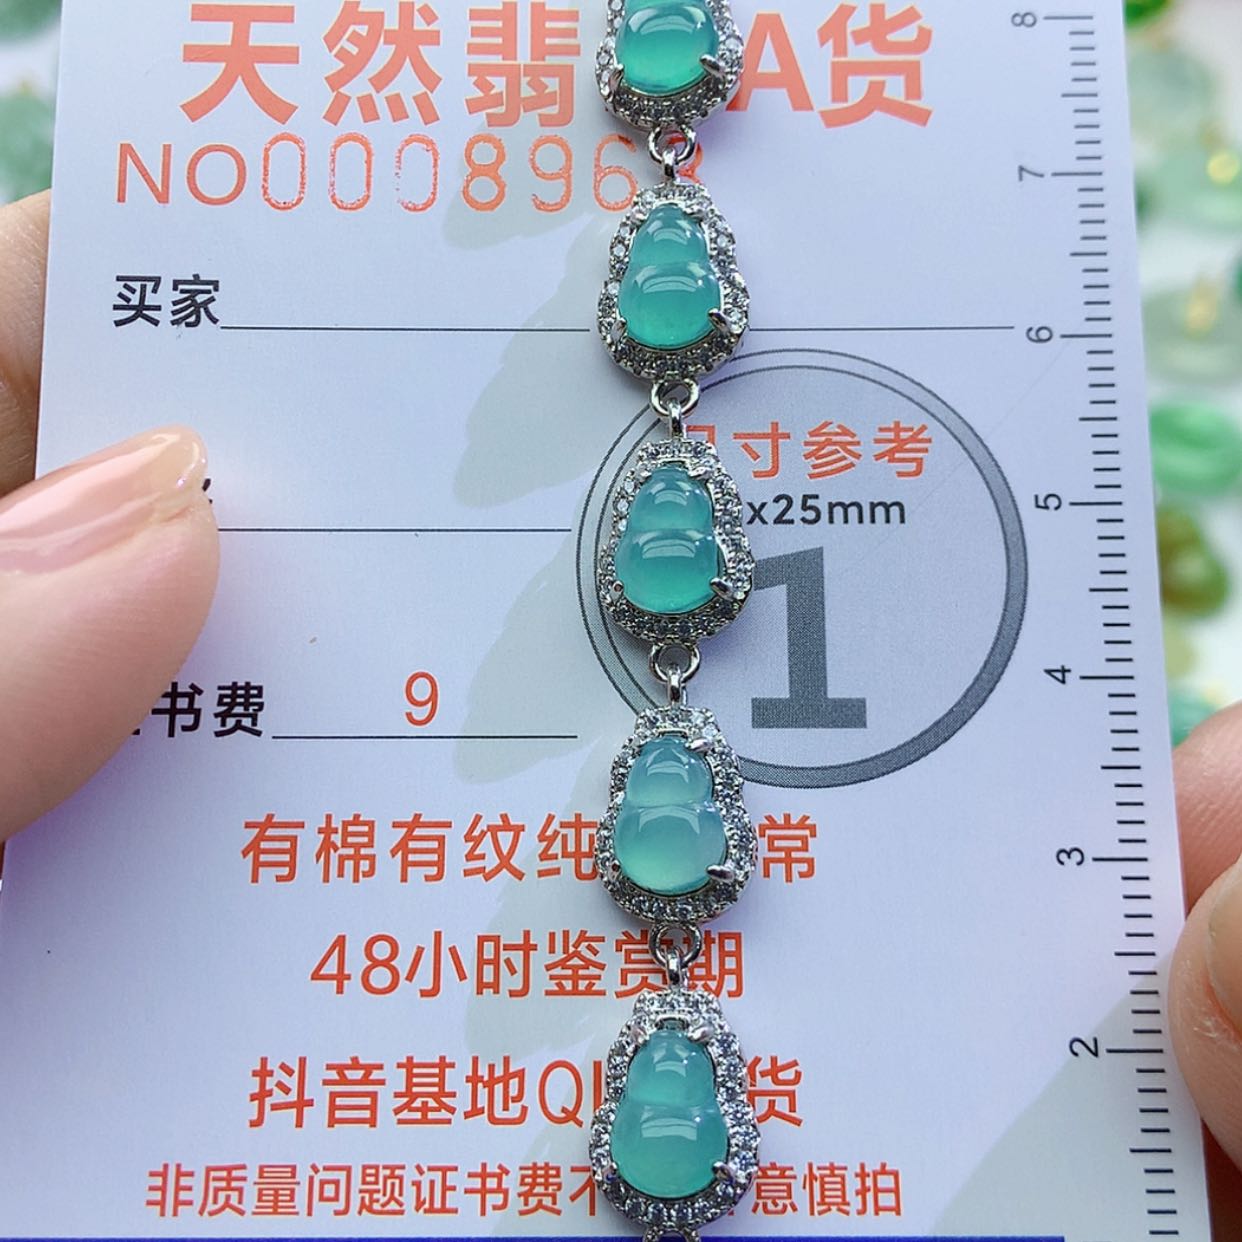 天然翡 A货
NO000896
买家
尺寸参考
x25mm
1
书费 9
有棉有纹纯 常
48小时鉴赏期
抖音基地QI 货
非质量问题证书费不 意慎拍
8
7
6
5
4
3
2